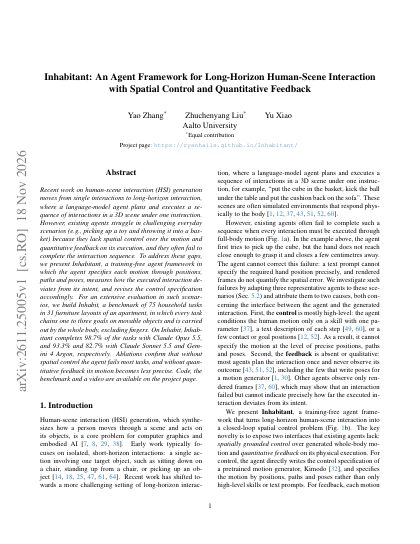 Inhabitant: An Agent Framework for Long-Horizon Human-Scene Interaction
with Spatial Control and Quantitative Feedback
Yao Zhang* Zhuchenyang Liu* Yu Xiao
Aalto University
*Equal contribution
Project page: https://ryanhails.github.io/Inhabitant/
arXiv:2611.25005v1 [cs.RO] 18 Nov 2026
Abstract
Recent work on human-scene interaction (HSI) generation
moves from single interactions to long-horizon interaction,
where a language-model agent plans and executes a se-
quence of interactions in a 3D scene under one instruction.
However, existing agents struggle in challenging everyday
scenarios (e.g., picking up a toy and throwing it into a bas-
ket) because they lack spatial control over the motion and
quantitative feedback on its execution, and they often fail to
complete the interaction sequence. To address these gaps,
we present Inhabitant, a training-free agent framework in
which the agent specifies each motion through positions,
paths and poses, measures how the executed interaction de-
viates from its intent, and revises the control specification
accordingly. For an extensive evaluation in such scenar-
ios, we build Inhabit, a benchmark of 75 household tasks
in 31 furniture layouts of an apartment, in which every task
chains one to three goals on movable objects and is carried
out by the whole body, excluding fingers. On Inhabit, Inhab-
itant completes 98.7% of the tasks with Claude Opus 5.5,
and 93.3% and 82.7% with Claude Sonnet 5.5 and Gem-
ini 4 Argon, respectively. Ablations confirm that without
spatial control the agent fails most tasks, and without quan-
titative feedback its motion becomes less precise. Code, the
benchmark and a video are available on the project page.
1. Introduction
Human-scene interaction (HSI) generation, which syn-
thesizes how a person moves through a scene and acts on
its objects, is a core problem for computer graphics and
embodied AI [7, 8, 29, 38]. Early work typically fo-
cuses on isolated, short-horizon interactions: a single ac-
tion involving one target object, such as sitting down on
a chair, standing up from a chair, or picking up an ob-
ject [14, 18, 25, 47, 61, 64]. Recent work has shifted to-
wards a more challenging setting of long-horizon interac-
tion, where a language-model agent plans and executes a
sequence of interactions in a 3D scene under one instruc-
tion, for example, "put the cube in the basket, kick the ball
under the table and put the cushion back on the sofa". These
scenes are often simulated environments that respond phys-
ically to the body [1, 12, 37, 43, 51, 52, 60].
However, existing agents often fail to complete such a
sequence when every interaction must be executed through
full-body motion (Fig. 1a). In the example above, the agent
often tries to pick up the cube, but the hand does not reach
close enough to grasp it and closes a few centimetres away.
The agent cannot correct this failure: a text prompt cannot
specify the required hand position precisely, and rendered
frames do not quantify the spatial error. We investigate such
failures by adapting three representative agents to these sce-
narios (Sec. 5.2) and attribute them to two causes, both con-
cerning the interface between the agent and the generated
interaction. First, the control is mostly high-level: the agent
conditions the human motion only on a skill with one pa-
rameter [37], a text description of each step [49, 60], or a
few contact or goal positions [12, 52]. As a result, it cannot
specify the motion at the level of precise positions, paths
and poses. Second, the feedback is absent or qualitative:
most agents plan the interaction once and never observe its
outcome [43, 51, 52], including the few that write poses for
a motion generator [1, 30]. Other agents observe only ren-
dered frames [37, 60], which may show that an interaction
failed but cannot indicate precisely how far the executed in-
teraction deviates from its intent.
We present Inhabitant, a training-free agent frame-
work that turns long-horizon human-scene interaction into
a closed-loop spatial control problem (Fig. 1b). The key
novelty is to expose two interfaces that existing agents lack:
spatially grounded control over generated whole-body mo-
tion and quantitative feedback on its physical execution. For
control, the agent directly writes the control specification of
a pretrained motion generator, Kimodo [32], and specifies
the motion by positions, paths and poses rather than only
high-level skills or text prompts. For feedback, each motion
1